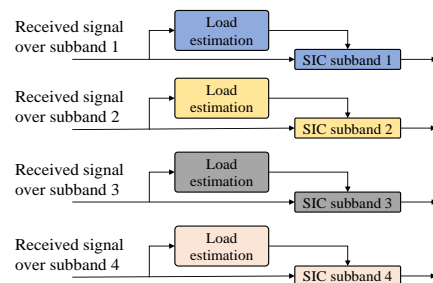 Received signal
over subband 1
Load
estimation
SIC subband 1
Received signal
over subband 2
Load
estimation
SIC subband 2
Received signal
over subband 3
Load
estimation
SIC subband 3
Received signal
over subband 4
Load
estimation
SIC subband 4